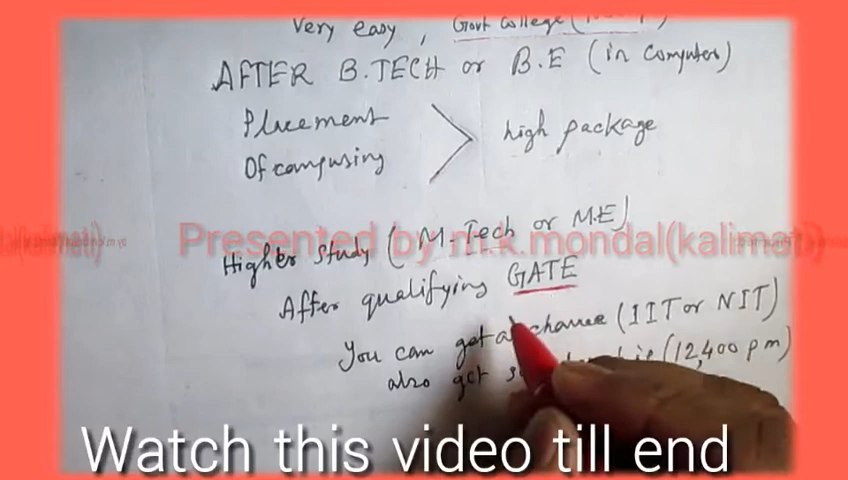 Very easy, Govt College (
AFTER B.TECH or B.E (in Computer)
Placement
Of campusing
high package
Higher Study (M-Tech or M.E)
Presented by m.k.mondal(kalimati)
After qualifying GATE
You can get a chance (IIT or NIT)
also get (12,400 pm)
Watch this video till end